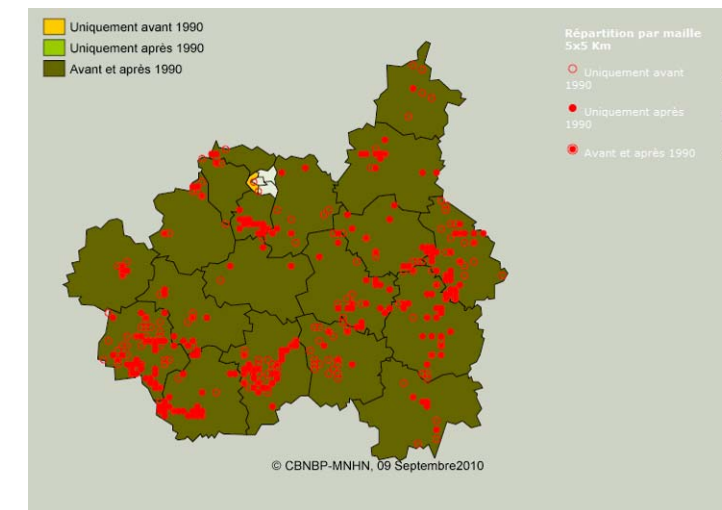 Uniquement avant 1990
Uniquement après 1990
Avant et après 1990
Répartition par maille
5x5 Km
Uniquement avant
1990
Uniquement après
1990
Avant et après 1990
© CBNBP-MNHN, 09 Septembre2010